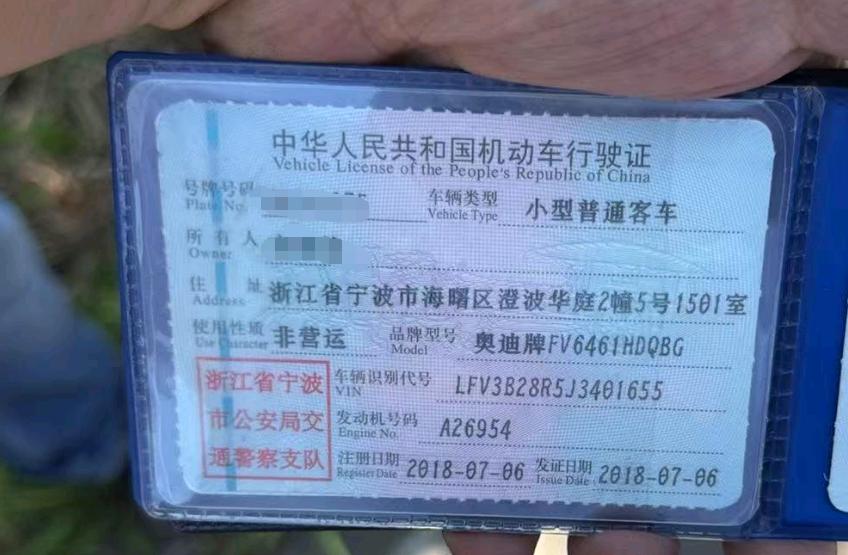 中华人民共和国机动车行驶证
Vehicle License of the People's Republic of China
号牌号码 车辆类型 小型普通客车
Plate No. Vehicle Type
所有人
Owner
住址 浙江省宁波市海曙区澄波华庭2幢5号1501室
Address
使用性质 非营运 品牌型号 奥迪牌FV6461HDQBG
Use Character Model
浙江省宁波 车辆识别代号 LFV3B28R5J3401655
VIN
市公安局交 发动机号码 A26954
Engine No.
通警察支队 注册日期 2018-07-06 发证日期 2018-07-06
Register Date Issue Date